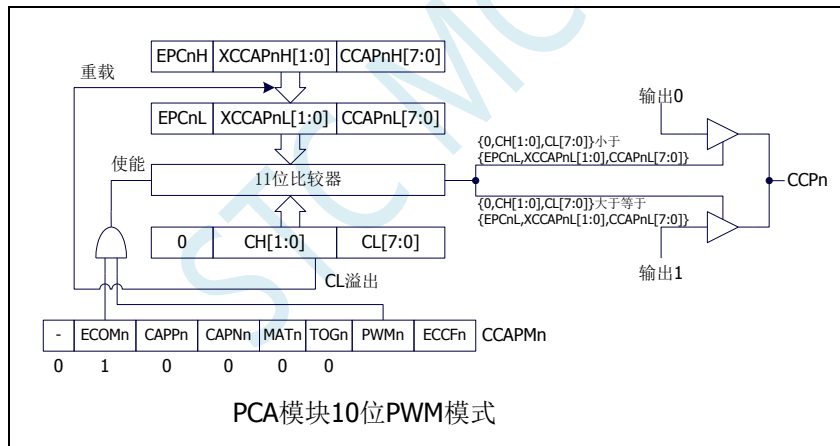 EPCnH XCCAPnH[1:0] CCAPnH[7:0]
重载
EPCnL XCCAPnL[1:0] CCAPnL[7:0]
使能
11位比较器
0 CH[1:0] CL[7:0]
CL溢出
输出0
{0,CH[1:0],CL[7:0]}小于
{EPCnL,XCCAPnL[1:0],CCAPnL[7:0]}
CCPn
{0,CH[1:0],CL[7:0]}大于等于
{EPCnL,XCCAPnL[1:0],CCAPnL[7:0]}
输出1
- ECOMn CAPPn CAPNn MATn TOGn PWMn ECCFn CCAPMn
0 1 0 0 0 0
PCA模块10位PWM模式
STC MC